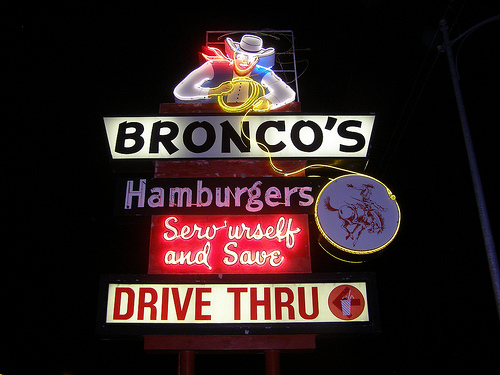 BRONCO'S
Hamburgers
Serv'urself
and Save
DRIVE THRU